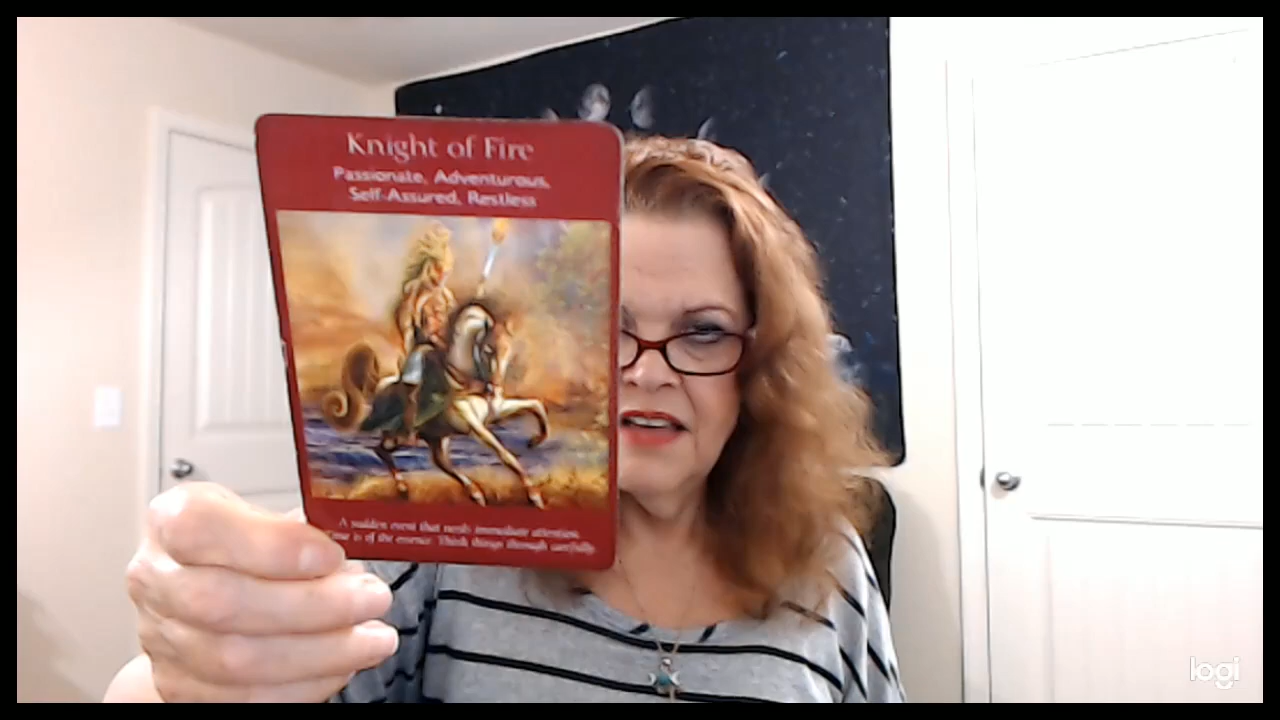 Knight of Fire
Passionate, Adventurous,
Self-Assured, Restless
A sudden event that needs immediate attention.
is of the essence. Think things through carefully.
logi